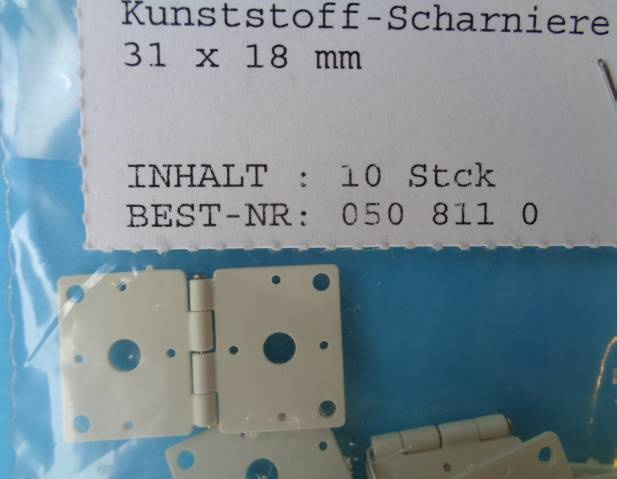 Kunststoff-Scharniere
31 x 18 mm
INHALT : 10 Stck
BEST-NR: 050 811 0